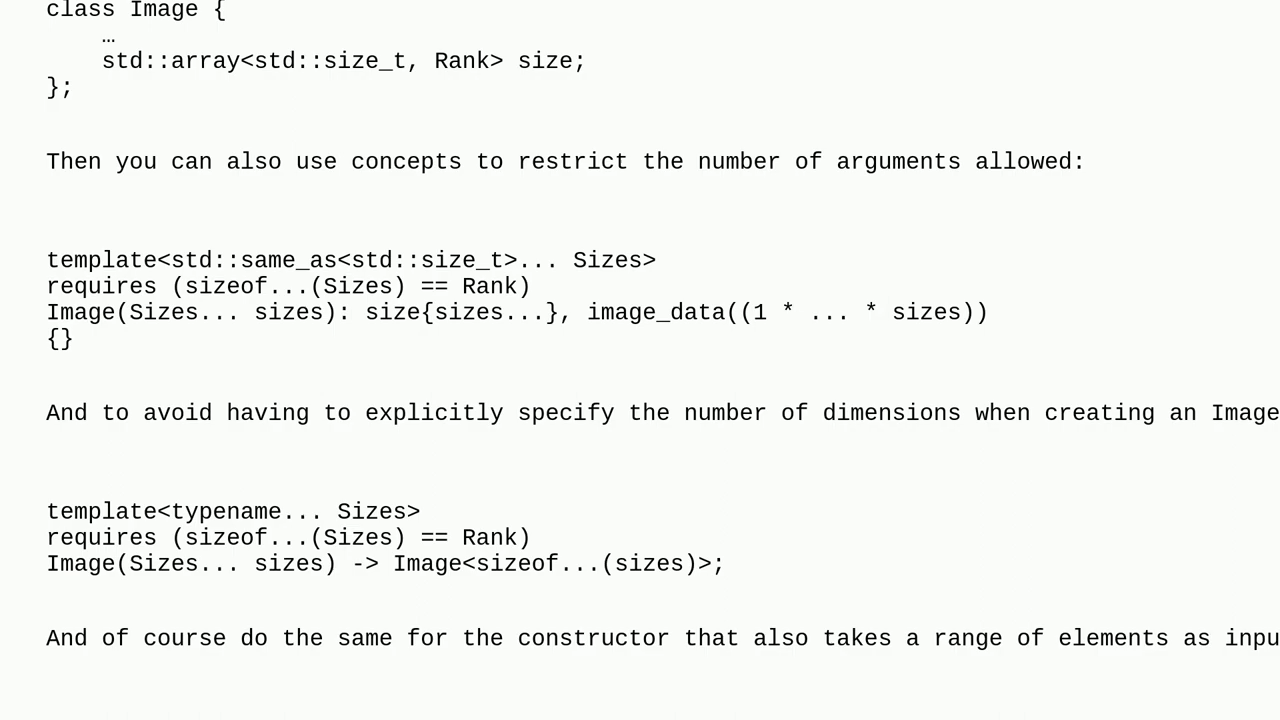 class Image {
    …
    std::array<std::size_t, Rank> size;
};
Then you can also use concepts to restrict the number of arguments allowed:
template<std::same_as<std::size_t>... Sizes>
requires (sizeof...(Sizes) == Rank)
Image(Sizes... sizes): size{sizes...}, image_data((1 * ... * sizes))
{}
And to avoid having to explicitly specify the number of dimensions when creating an Image
template<typename... Sizes>
requires (sizeof...(Sizes) == Rank)
Image(Sizes... sizes) -> Image<sizeof...(sizes)>;
And of course do the same for the constructor that also takes a range of elements as inpu